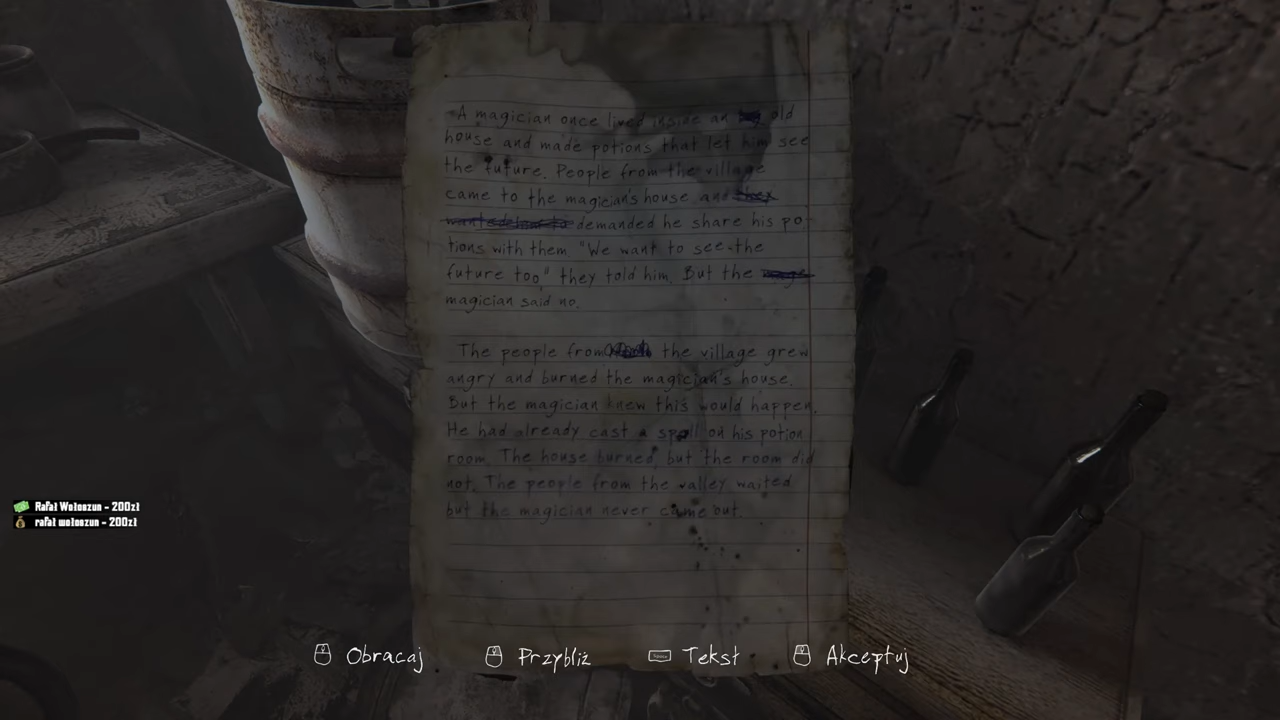 A magician once lived inside an old
house and made potions that let him see
the future. People from the village
came to the magician's house and they
wanted him to demanded he share his po
tions with them. "We want to see the
future too," they told him. But the
magician said no.
The people from the village grew
angry and burned the magician's house.
But the magician knew this would happen.
He had already cast a spell on his potion
room. The house burned, but the room did
not. The people from the valley waited
but the magician never came out.
Rafał Wołoszun - 200zł
rafał wołoszun - 200zł
Obracaj Przybliż Tekst Akceptuj